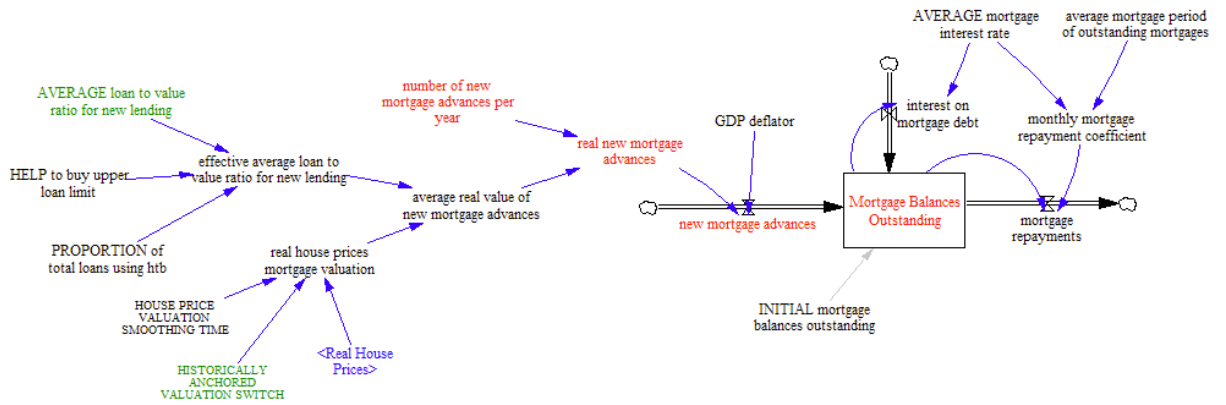 AVERAGE mortgage
interest rate
average mortgage period
of outstanding mortgages
AVERAGE loan to value
ratio for new lending
number of new
mortgage advances per
year
interest on
mortgage debt
monthly mortgage
repayment coefficient
GDP deflator
real new mortgage
advances
effective average loan to
value ratio for new lending
HELP to buy upper
loan limit
average real value of
new mortgage advances
Mortgage Balances
Outstanding
new mortgage advances
mortgage
repayments
PROPORTION of
total loans using htb
real house prices
mortgage valuation
HOUSE PRICE
VALUATION
SMOOTHING TIME
INITIAL mortgage
balances outstanding
<Real House
Prices>
HISTORICALLY
ANCHORED
VALUATION SWITCH